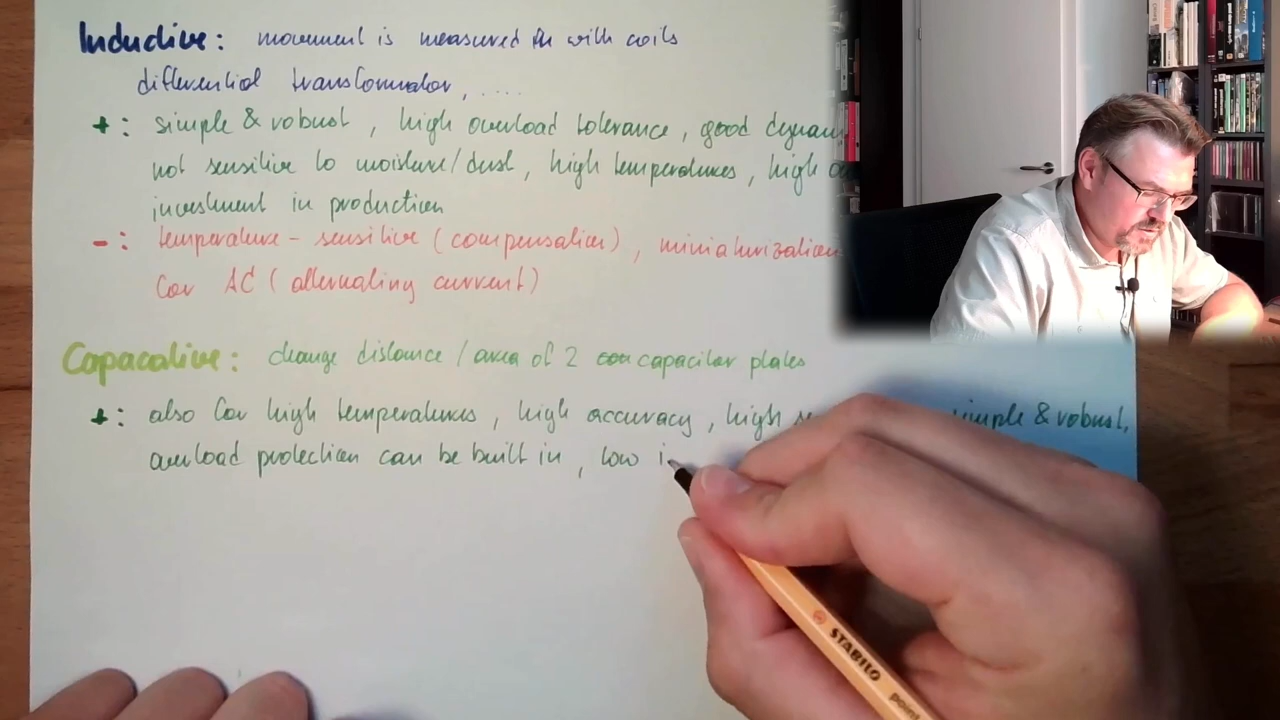 Inductive: movement is measured in with coils
differential transformator, ....
+: simple & robust, high overload tolerance, good
not sensitive to moisture/dust, high temperatures, high
investment in production
-: temperature-sensitive (compensation), miniaturization
for AC (alternating current)
Capacative: change distance / area of 2 capacitor plates
+: also for high temperatures, high accuracy, high simple & robust,
overload protection can be built in, low
STABILO point